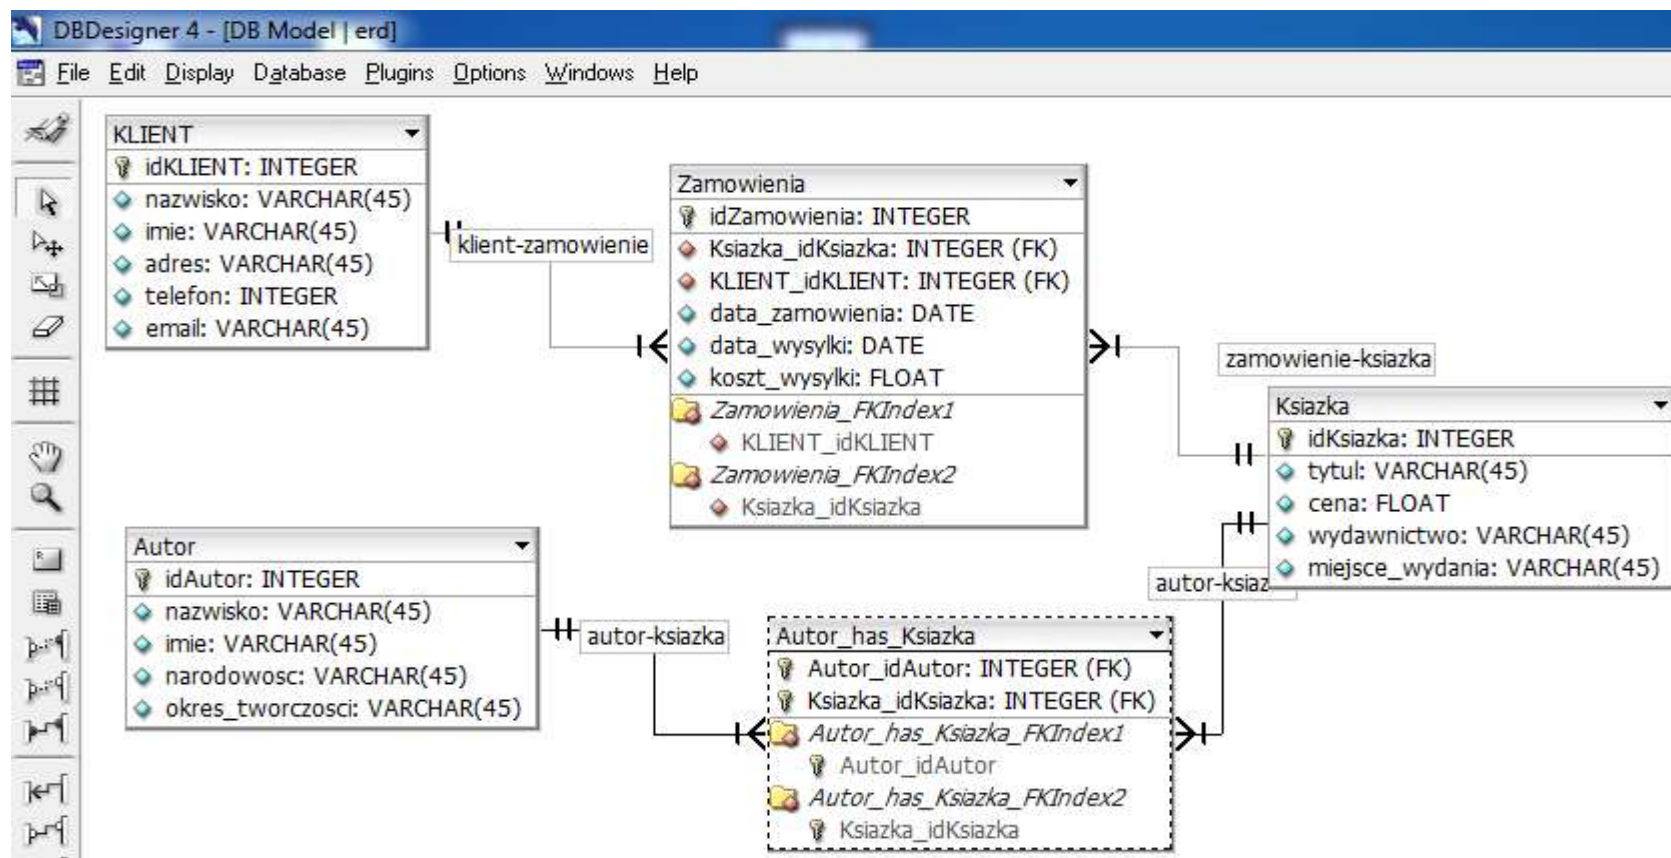 DBDesigner 4 - [DB Model | erd]
File Edit Display Database Plugins Options Windows Help
KLIENT
idKLIENT: INTEGER
nazwisko: VARCHAR(45)
imie: VARCHAR(45)
adres: VARCHAR(45)
telefon: INTEGER
email: VARCHAR(45)
klient-zamowienie
Zamowienia
idZamowienia: INTEGER
Ksiazka_idKsiazka: INTEGER (FK)
KLIENT_idKLIENT: INTEGER (FK)
data_zamowienia: DATE
data_wysylki: DATE
koszt_wysylki: FLOAT
Zamowienia_FKIndex1
KLIENT_idKLIENT
Zamowienia_FKIndex2
Ksiazka_idKsiazka
zamowienie-ksiazka
Ksiazka
idKsiazka: INTEGER
tytul: VARCHAR(45)
cena: FLOAT
wydawnictwo: VARCHAR(45)
miejsce_wydania: VARCHAR(45)
autor-ksiaz
Autor
idAutor: INTEGER
nazwisko: VARCHAR(45)
imie: VARCHAR(45)
narodowosc: VARCHAR(45)
okres_tworczosci: VARCHAR(45)
autor-ksiazka
Autor_has_Ksiazka
Autor_idAutor: INTEGER (FK)
Ksiazka_idKsiazka: INTEGER (FK)
Autor_has_Ksiazka_FKIndex1
Autor_idAutor
Autor_has_Ksiazka_FKIndex2
Ksiazka_idKsiazka